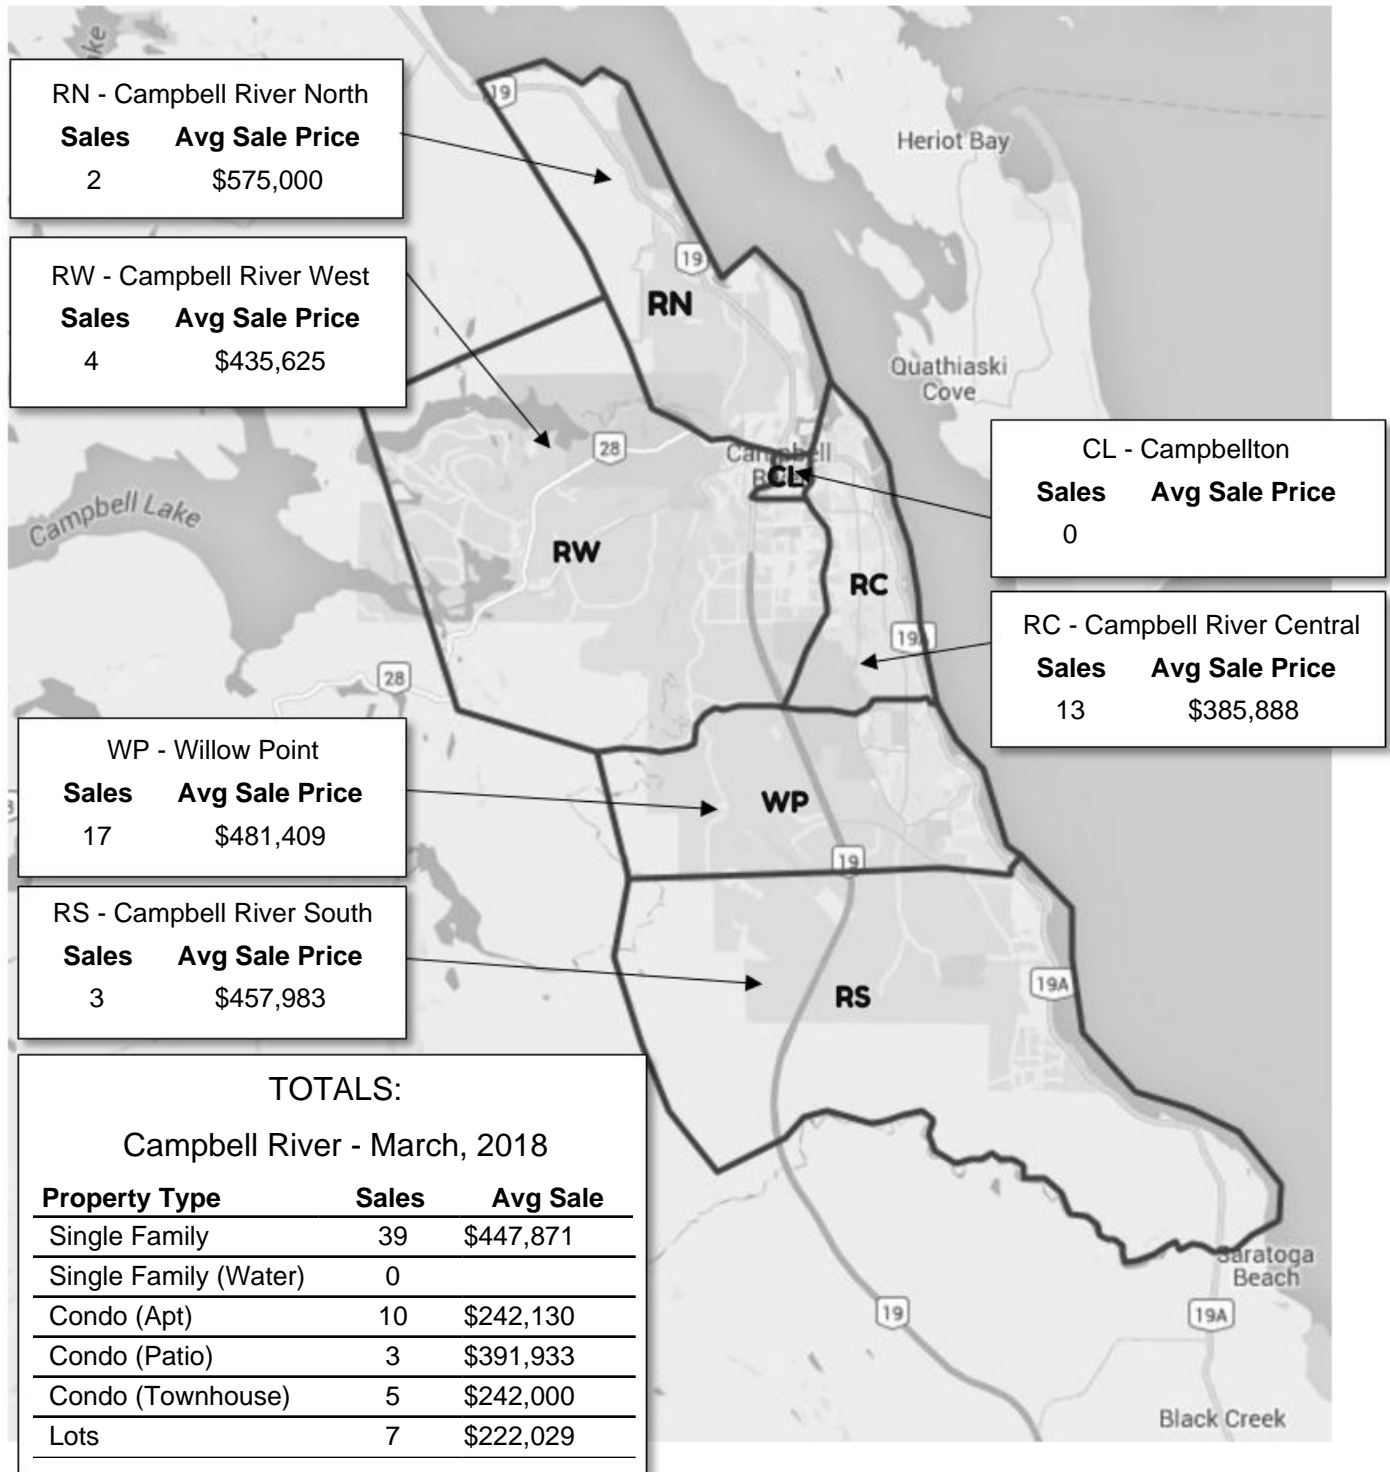 RN - Campbell River North
Sales Avg Sale Price
2 $575,000
RW - Campbell River West
Sales Avg Sale Price
4 $435,625
CL - Campbellton
Sales Avg Sale Price
0
RC - Campbell River Central
Sales Avg Sale Price
13 $385,888
WP - Willow Point
Sales Avg Sale Price
17 $481,409
RS - Campbell River South
Sales Avg Sale Price
3 $457,983
TOTALS:
Campbell River - March, 2018
Property Type Sales Avg Sale
Single Family 39 $447,871
Single Family (Water) 0
Condo (Apt) 10 $242,130
Condo (Patio) 3 $391,933
Condo (Townhouse) 5 $242,000
Lots 7 $222,029
19
Heriot Bay
19
RN
Quathiaski
Cove
28
Campbell
CL
Campbell Lake
RW
RC
19A
28
WP
19
19A
RS
Saratoga
Beach
19
19A
Black Creek